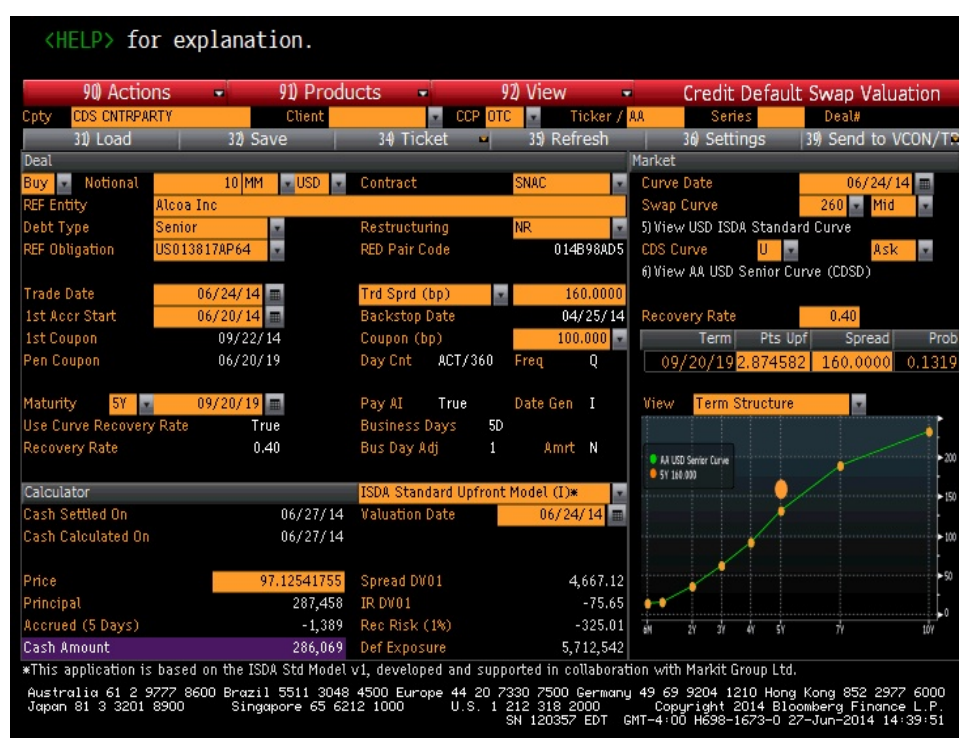 <HELP> for explanation.
90) Actions 91) Products 92) View Credit Default Swap Valuation
Cpty CDS CNTRPARTY Client CCP OTC Ticker / AA Series Deal#
31) Load 32) Save 34) Ticket 35) Refresh 36) Settings 39) Send to VCON/T
Deal Market
Buy Notional 10 MM USD Contract SNAC Curve Date 06/24/14
REF Entity Alcoa Inc Swap Curve 260 Mid
Debt Type Senior Restructuring NR 5) View USD ISDA Standard Curve
REF Obligation US013817AP64 RED Pair Code 014B98AD5 CDS Curve U Ask
6) View AA USD Senior Curve (CDSD)
Trade Date 06/24/14 Trd Sprd (bp) 160.0000
1st Accr Start 06/20/14 Backstop Date 04/25/14 Recovery Rate 0.40
1st Coupon 09/22/14 Coupon (bp) 100.000 Term Pts Upf Spread Prob
Pen Coupon 06/20/19 Day Cnt ACT/360 Freq Q 09/20/19 2.874582 160.0000 0.1319
Maturity 5Y 09/20/19 Pay AI True Date Gen I View Term Structure
Use Curve Recovery Rate True Business Days 5D
Recovery Rate 0.40 Bus Day Adj 1 Amrt N
AA USD Senior Curve
5Y 160.000
200
150
100
50
0
6M 2Y 3Y 4Y 5Y 7Y 10Y
Calculator ISDA Standard Upfront Model (I)*
Cash Settled On 06/27/14 Valuation Date 06/24/14
Cash Calculated On 06/27/14
Price 97.12541755 Spread DV01 4,667.12
Principal 287,458 IR DV01 -75.65
Accrued (5 Days) -1,389 Rec Risk (1%) -325.01
Cash Amount 286,069 Def Exposure 5,712,542
*This application is based on the ISDA Std Model v1, developed and supported in collaboration with Markit Group Ltd.
Australia 61 2 9777 8600 Brazil 5511 3048 4500 Europe 44 20 7330 7500 Germany 49 69 9204 1210 Hong Kong 852 2977 6000
Japan 81 3 3201 8900 Singapore 65 6212 1000 U.S. 1 212 318 2000 Copyright 2014 Bloomberg Finance L.P.
SN 120357 EDT GMT-4:00 H698-1673-0 27-Jun-2014 14:39:51